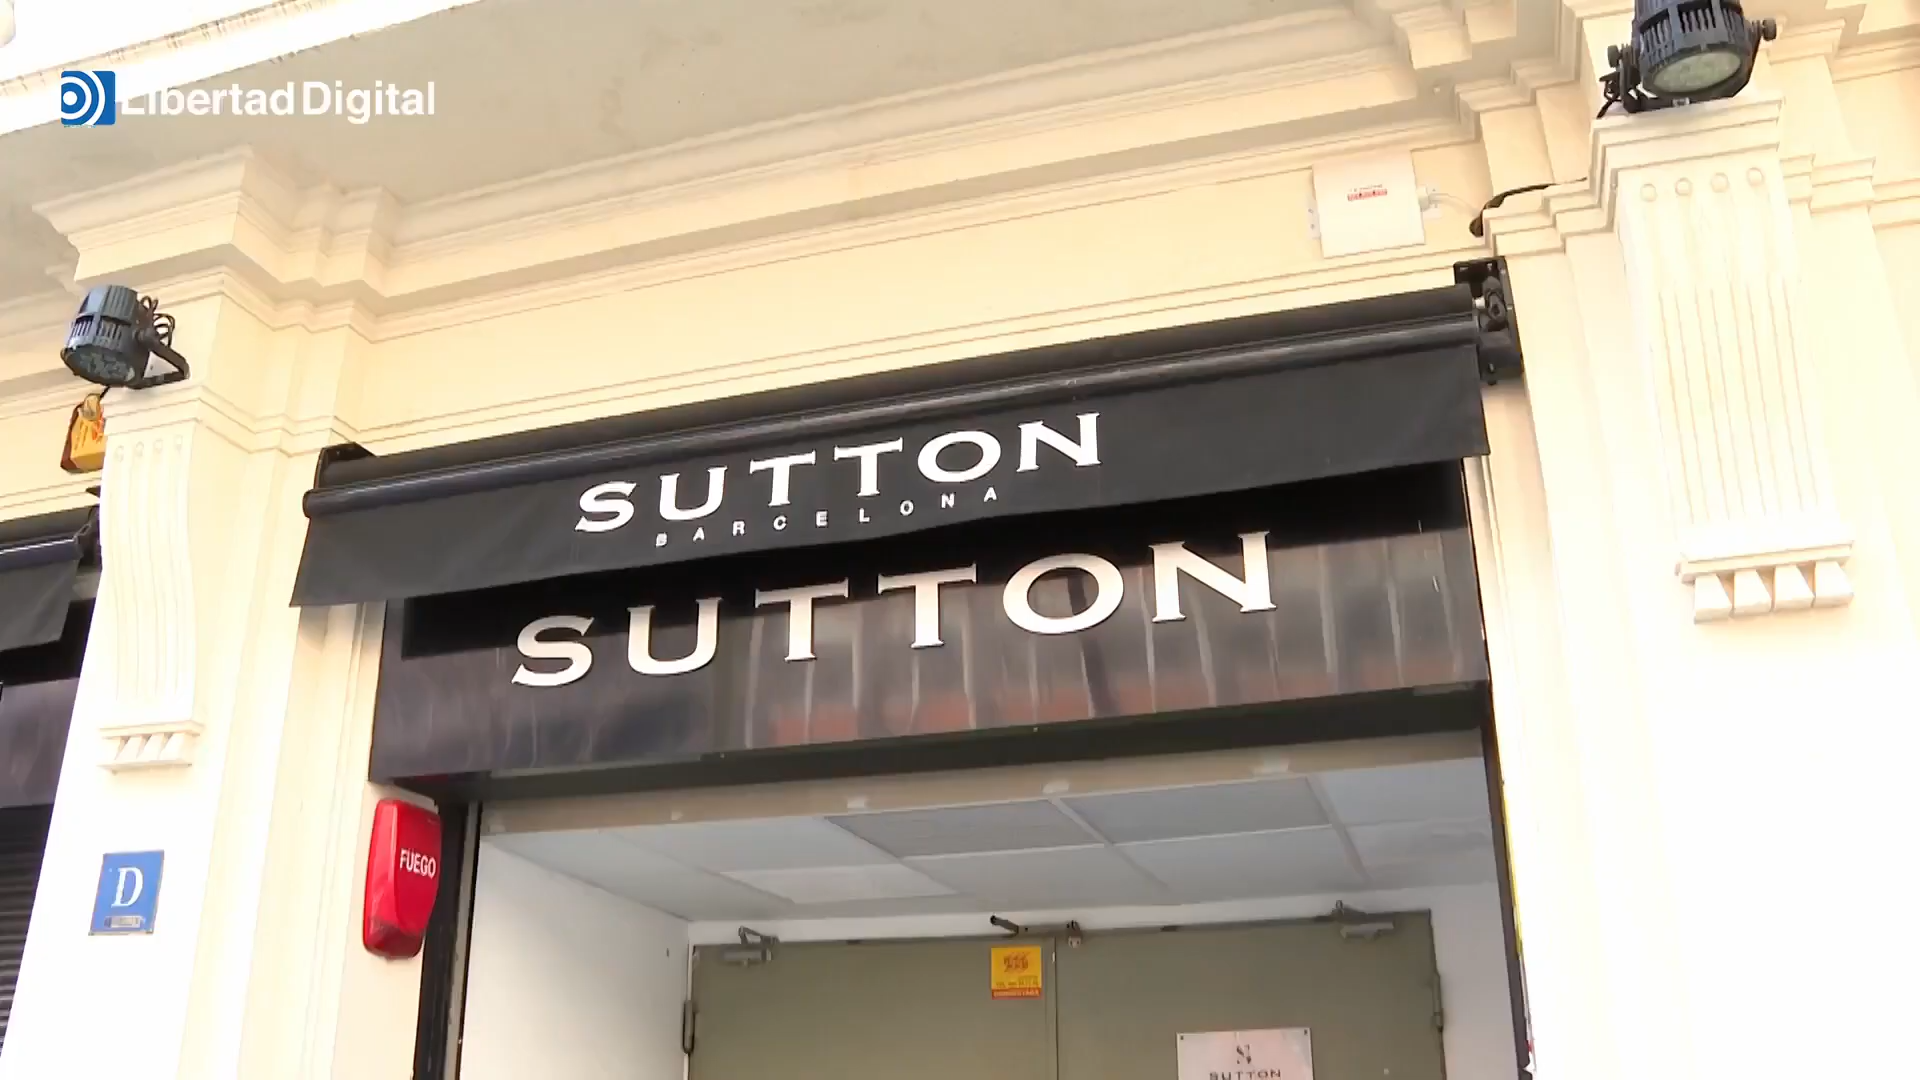 Libertad Digital
SUTTON
BARCELONA
SUTTON
FUEGO
D
SUTTON